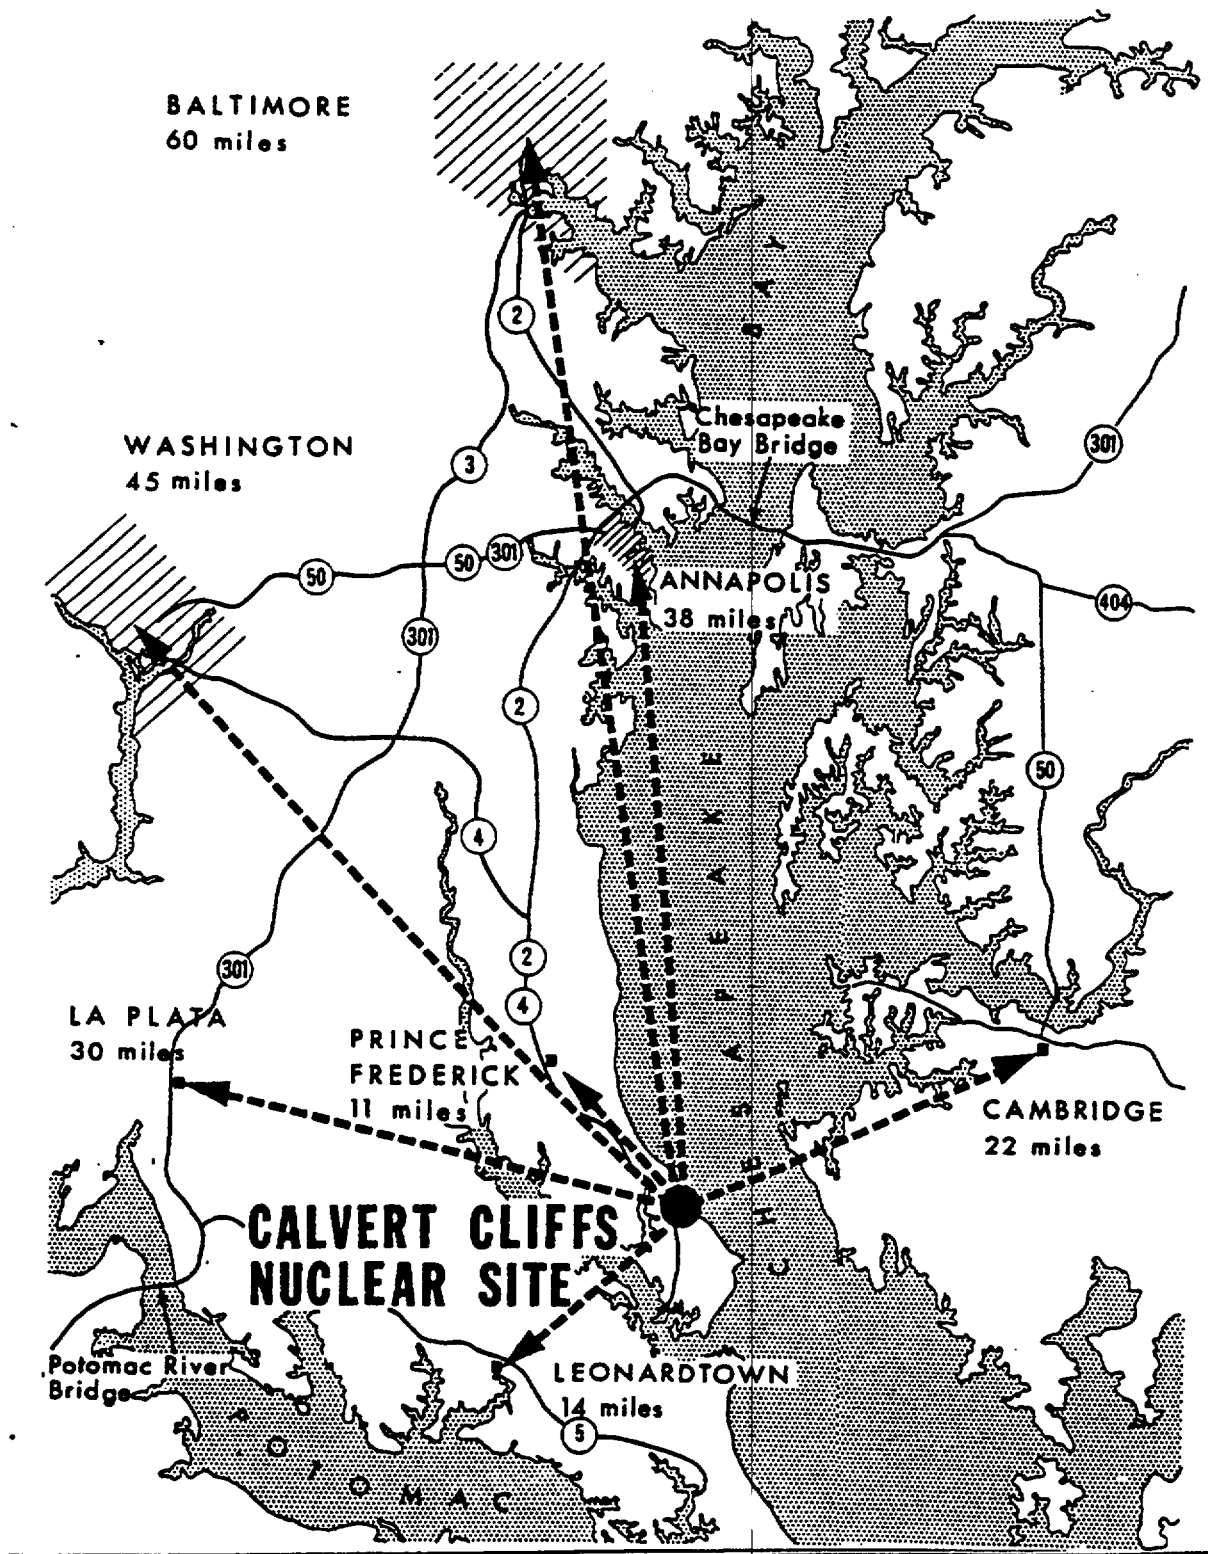 BALTIMORE
60 miles
2
BAY
Chesapeake
Bay Bridge
301
WASHINGTON
45 miles
3
50
50
301
ANNAPOLIS
38 miles
404
301
2
50
4
CHESAPEAKE
2
301
4
LA PLATA
30 miles
PRINCE
FREDERICK
11 miles
CAMBRIDGE
22 miles
CALVERT CLIFFS
NUCLEAR SITE
Potomac River
Bridge
LEONARDTOWN
14 miles
5
POTOMAC